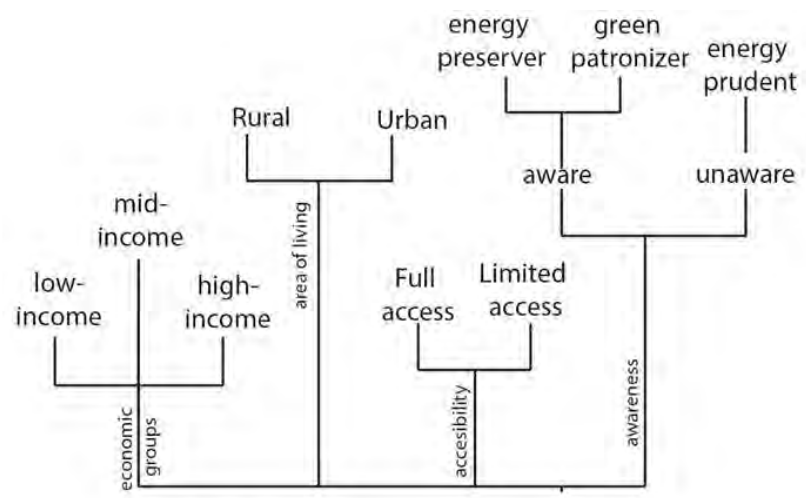 energy
preserver
green
patronizer
energy
prudent
Rural
Urban
aware
unaware
mid-
income
area of living
low-
income
high-
income
Full
access
Limited
access
economic
groups
accesibility
awareness